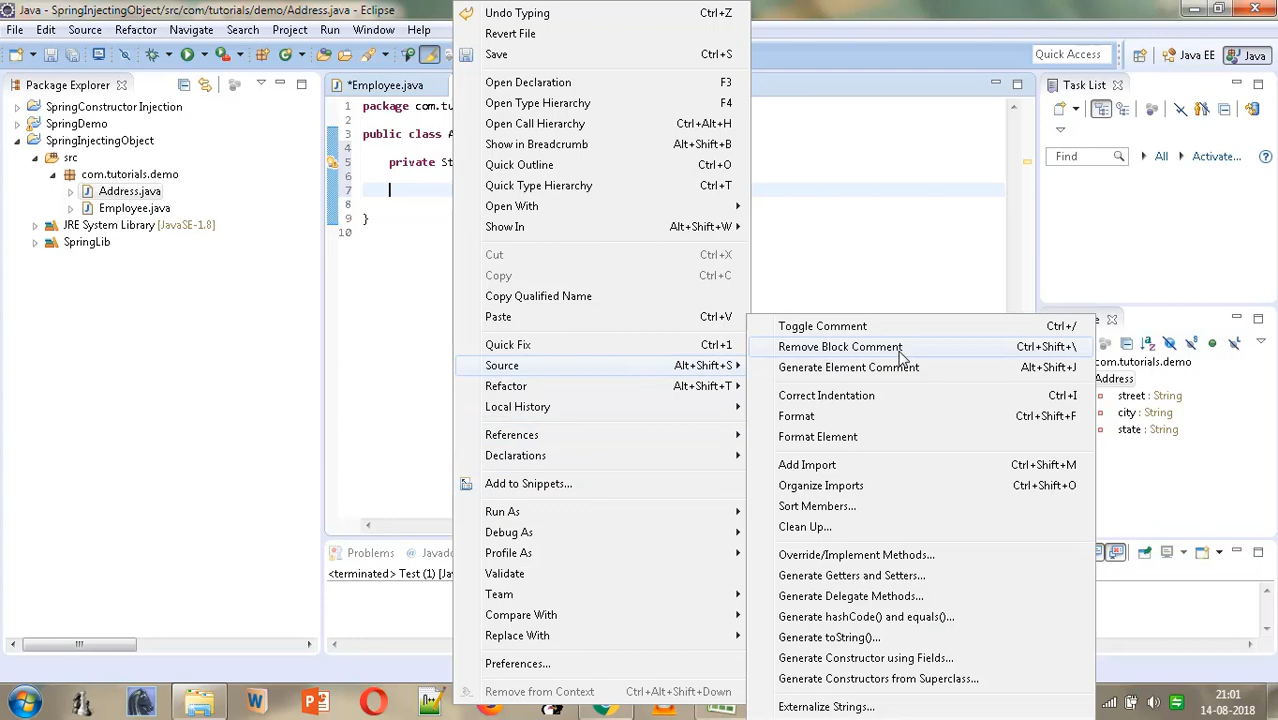 Java - SpringInjectingObject/src/com/tutorials/demo/Address.java - Eclipse
File Edit Source Refactor Navigate Search Project Run Window Help
Quick Access
Java EE
Java
Package Explorer
SpringConstructor Injection
SpringDemo
SpringInjectingObject
src
com.tutorials.demo
Address.java
Employee.java
JRE System Library [JavaSE-1.8]
SpringLib
*Employee.java
1 package com.tu
2
3 public class A
4
5 private St
6
7
8
9 }
10
Undo Typing Ctrl+Z
Revert File
Save Ctrl+S
Open Declaration F3
Open Type Hierarchy F4
Open Call Hierarchy Ctrl+Alt+H
Show in Breadcrumb Alt+Shift+B
Quick Outline Ctrl+O
Quick Type Hierarchy Ctrl+T
Open With
Show In Alt+Shift+W
Cut Ctrl+X
Copy Ctrl+C
Copy Qualified Name
Paste Ctrl+V
Quick Fix Ctrl+1
Source Alt+Shift+S
Refactor Alt+Shift+T
Local History
References
Declarations
Add to Snippets...
Run As
Debug As
Profile As
Validate
Team
Compare With
Replace With
Preferences...
Remove from Context Ctrl+Alt+Shift+Down
Toggle Comment Ctrl+/
Remove Block Comment Ctrl+Shift+\
Generate Element Comment Alt+Shift+J
Correct Indentation Ctrl+I
Format Ctrl+Shift+F
Format Element
Add Import Ctrl+Shift+M
Organize Imports Ctrl+Shift+O
Sort Members...
Clean Up...
Override/Implement Methods...
Generate Getters and Setters...
Generate Delegate Methods...
Generate hashCode() and equals()...
Generate toString()...
Generate Constructor using Fields...
Generate Constructors from Superclass...
Externalize Strings...
Task List
Find All Activate...
om.tutorials.demo
Address
street : String
city : String
state : String
Problems Javado
<terminated> Test (1) [Ja
21:01
14-08-2018